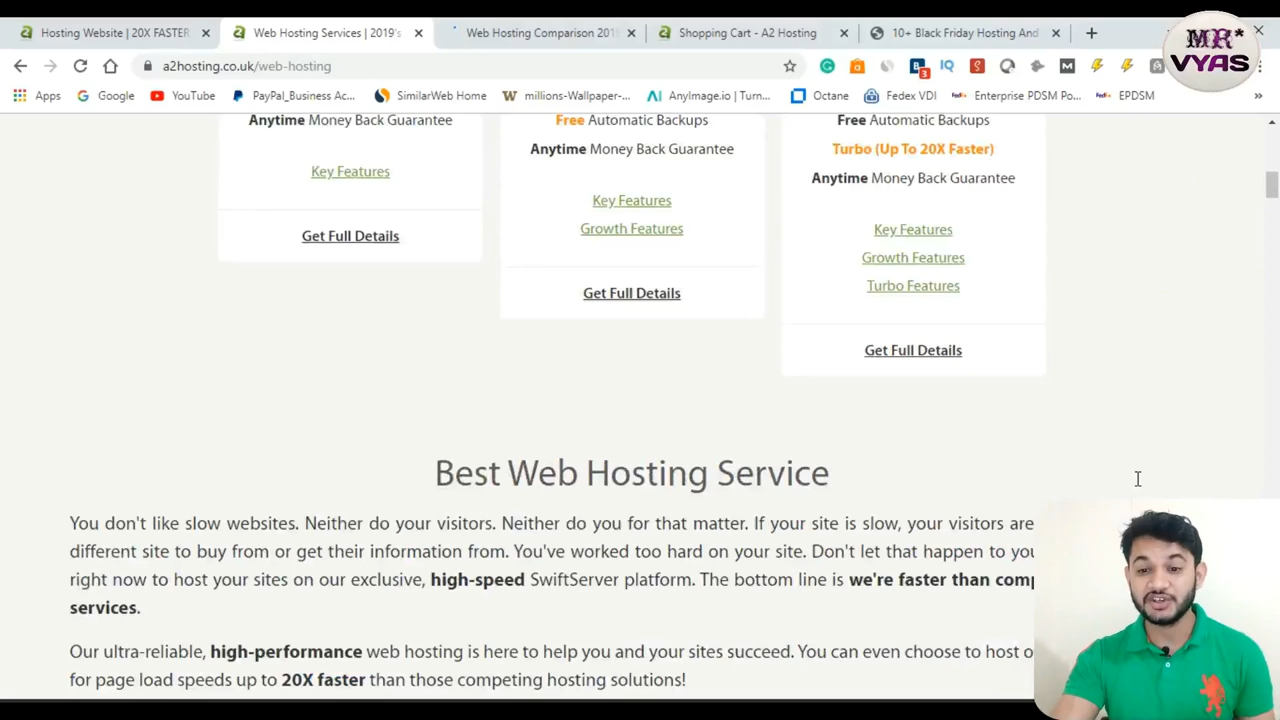 Hosting Website | 20X FASTER
Web Hosting Services | 2019's
Web Hosting Comparison 201
Shopping Cart - A2 Hosting
10+ Black Friday Hosting And
MR*
VYAS
a2hosting.co.uk/web-hosting
3
Apps
Google
YouTube
PayPal_Business Ac...
SimilarWeb Home
millions-Wallpaper-...
AnyImage.io | Turn...
Octane
Fedex VDI
Enterprise PDSM Po...
EPDSM
Anytime Money Back Guarantee
Key Features
Get Full Details
Free Automatic Backups
Anytime Money Back Guarantee
Key Features
Growth Features
Get Full Details
Free Automatic Backups
Turbo (Up To 20X Faster)
Anytime Money Back Guarantee
Key Features
Growth Features
Turbo Features
Get Full Details
Best Web Hosting Service
You don't like slow websites. Neither do your visitors. Neither do you for that matter. If your site is slow, your visitors are
different site to buy from or get their information from. You've worked too hard on your site. Don't let that happen to you
right now to host your sites on our exclusive, high-speed SwiftServer platform. The bottom line is we're faster than comp
services.
Our ultra-reliable, high-performance web hosting is here to help you and your sites succeed. You can even choose to host
for page load speeds up to 20X faster than those competing hosting solutions!